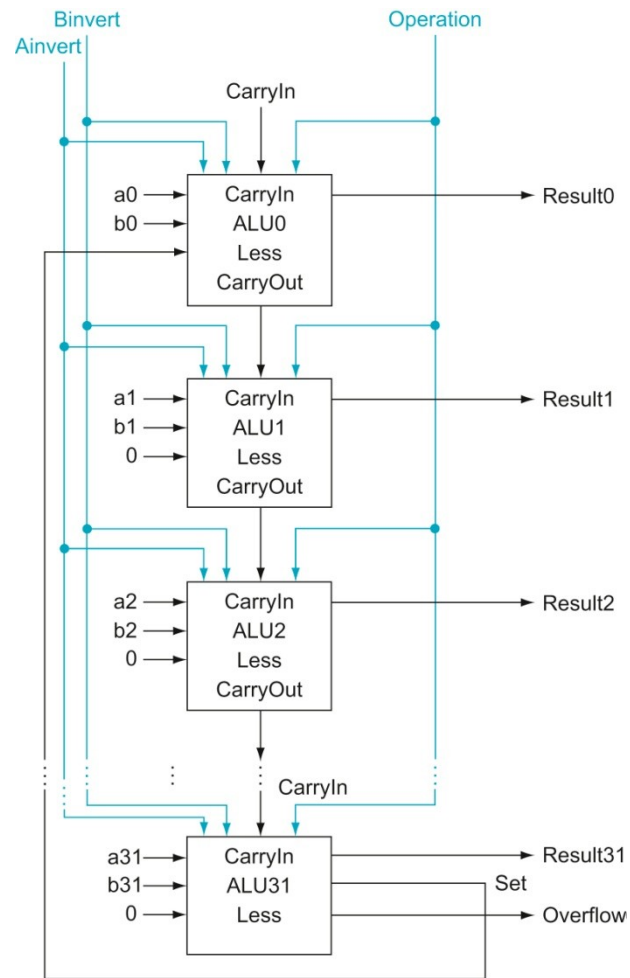 Binvert
Operation
Ainvert
CarryIn
a0
CarryIn
Result0
b0
ALU0
Less
CarryOut
a1
CarryIn
Result1
b1
ALU1
0
Less
CarryOut
a2
CarryIn
Result2
b2
ALU2
0
Less
CarryOut
CarryIn
a31
CarryIn
Result31
b31
ALU31
Set
0
Less
Overflow